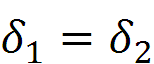 δ₁ = δ₂